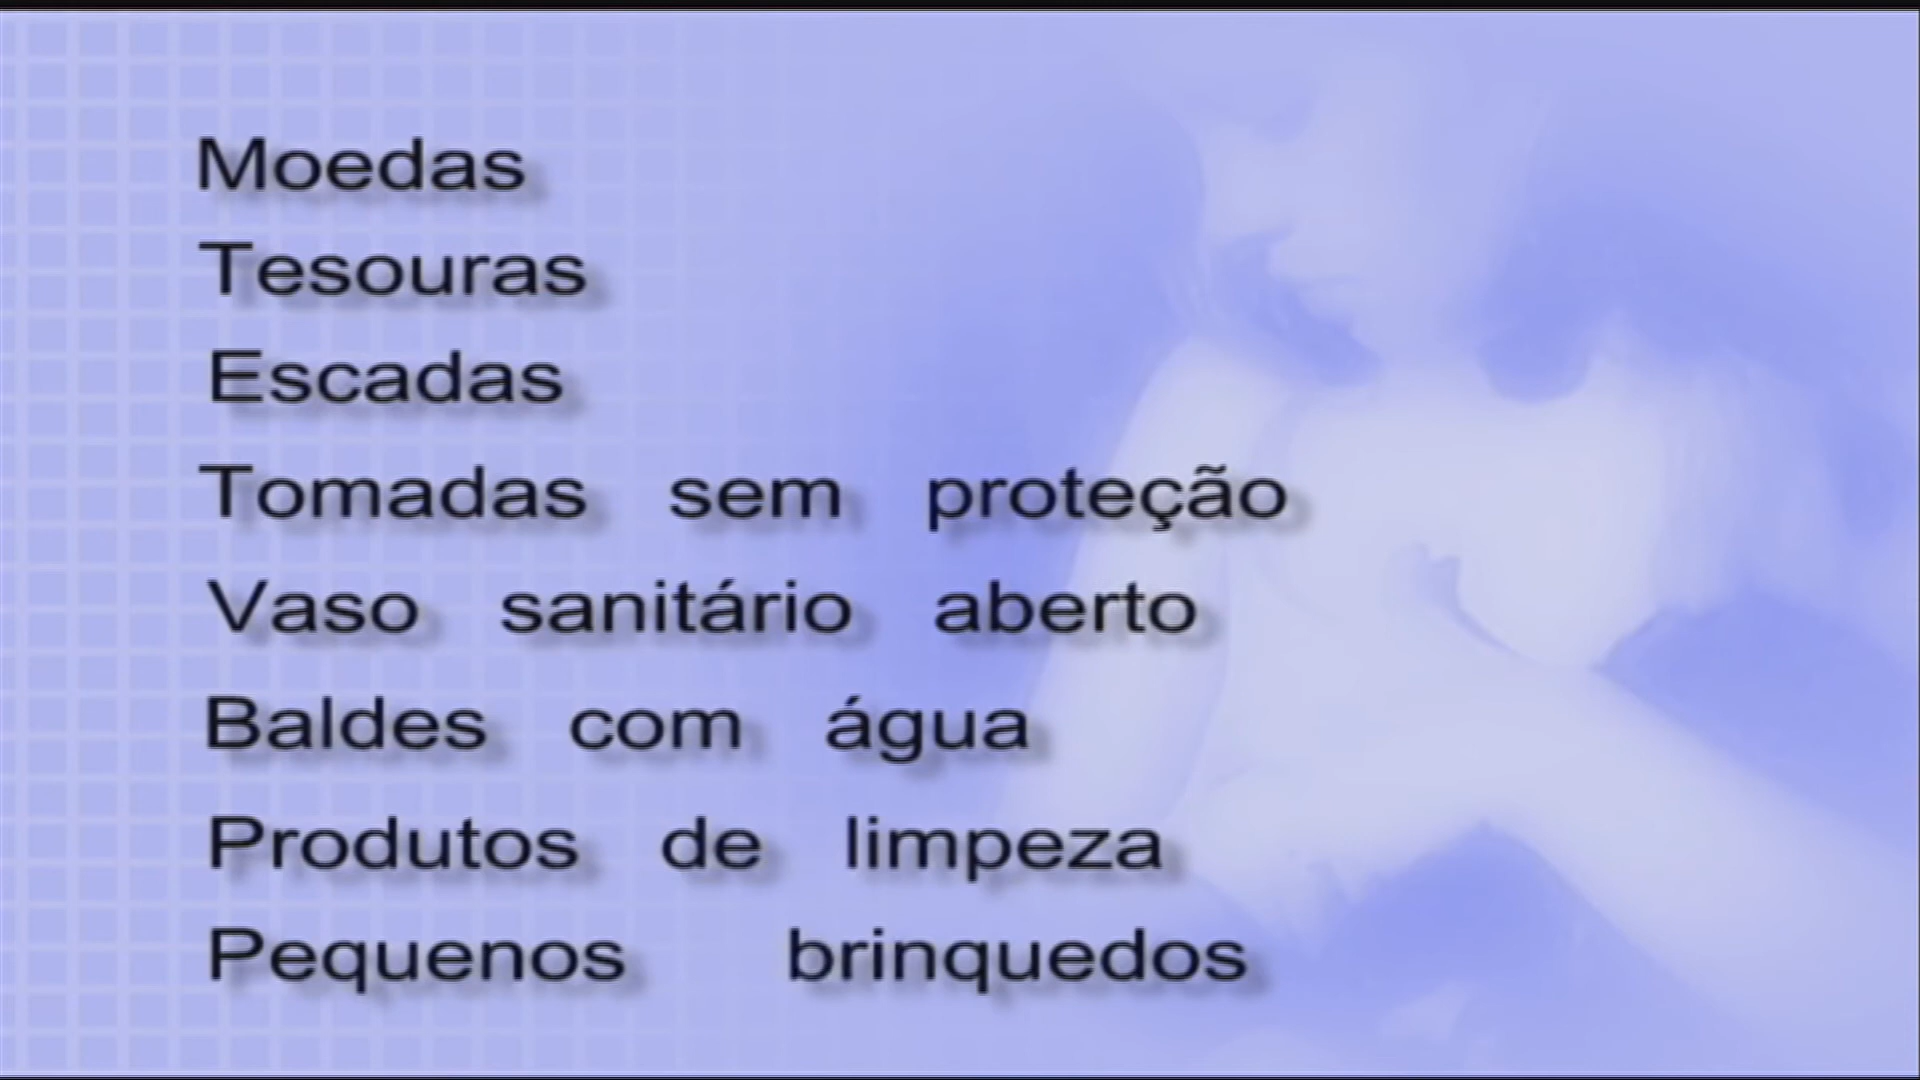 Moedas
Tesouras
Escadas
Tomadas sem proteção
Vaso sanitário aberto
Baldes com água
Produtos de limpeza
Pequenos brinquedos